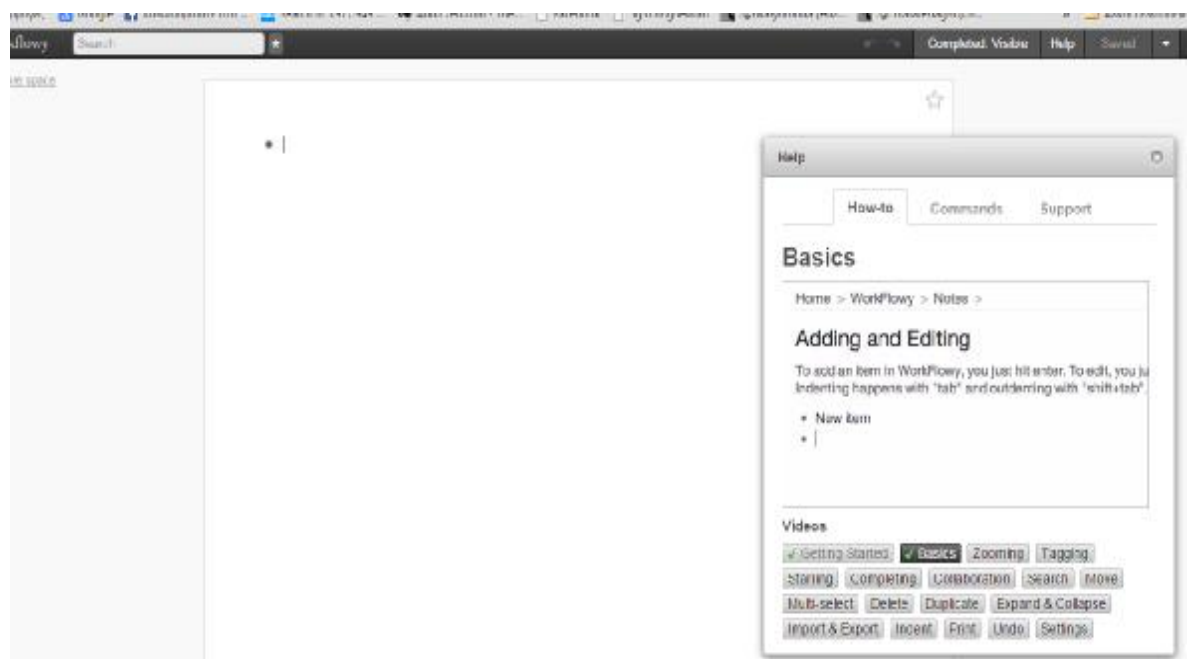 flowy Search Completed: Visible Help Saved
Help
How-to Commands Support
Basics
Home > WorkFlowy > Notes >
Adding and Editing
To add an item in WorkFlowy, you just hit enter. To edit, you ju
Indenting happens with "tab" and outdenting with "shift+tab".
New item
Videos
✓ Getting Started ✓ Basics Zooming Tagging
Starring Completing Collaboration Search Move
Multi-select Delete Duplicate Expand & Collapse
Import & Export Indent Print Undo Settings